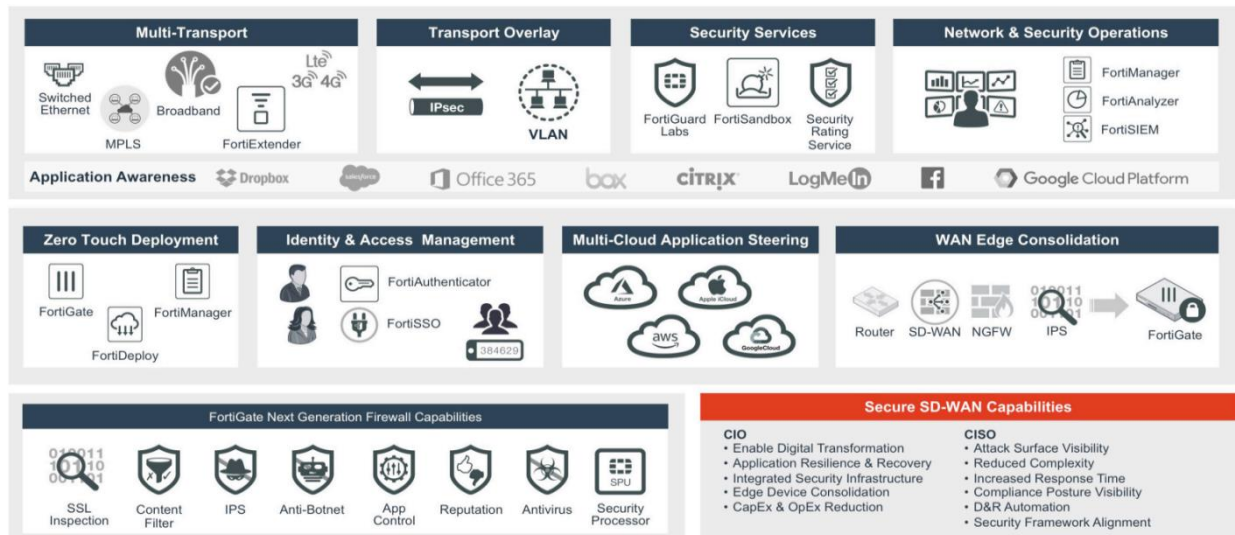 Multi-Transport
Switched
Ethernet
MPLS
Broadband
FortiExtender
Lte
3G 4G
Transport Overlay
IPsec
VLAN
Security Services
FortiGuard
Labs
FortiSandbox
Security
Rating
Service
Network & Security Operations
FortiManager
FortiAnalyzer
FortiSIEM
Application Awareness
Dropbox
salesforce
Office 365
box
CITRIX
LogMeIn
f
Google Cloud Platform
Zero Touch Deployment
FortiGate
FortiManager
FortiDeploy
Identity & Access Management
FortiAuthenticator
FortiSSO
384629
Multi-Cloud Application Steering
Azure
Apple iCloud
aws
GoogleCloud
WAN Edge Consolidation
Router
SD-WAN
NGFW
010011
101110
001101
IPS
FortiGate
FortiGate Next Generation Firewall Capabilities
010011
101110
001101
SSL
Inspection
Content
Filter
IPS
Anti-Botnet
App
Control
Reputation
Antivirus
SPU
Security
Processor
Secure SD-WAN Capabilities
CIO
• Enable Digital Transformation
• Application Resilience & Recovery
• Integrated Security Infrastructure
• Edge Device Consolidation
• CapEx & OpEx Reduction
CISO
• Attack Surface Visibility
• Reduced Complexity
• Increased Response Time
• Compliance Posture Visibility
• D&R Automation
• Security Framework Alignment